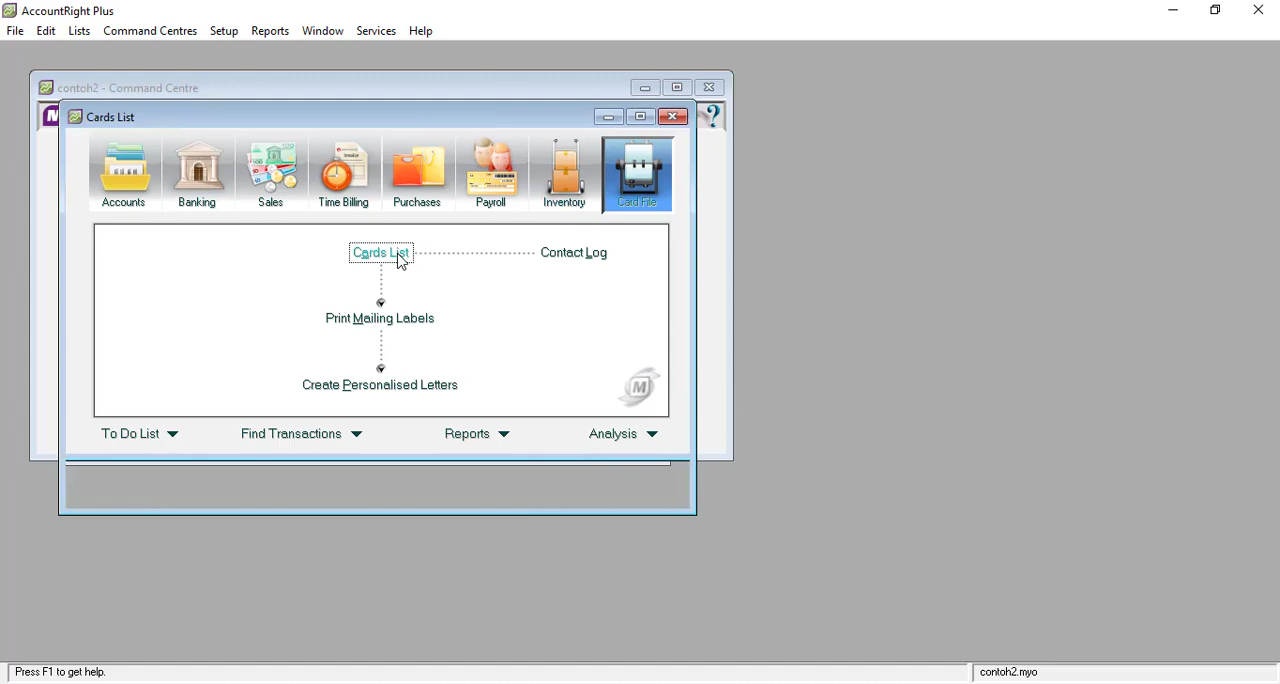 AccountRight Plus
File Edit Lists Command Centres Setup Reports Window Services Help
contoh2 - Command Centre
Cards List
Accounts Banking Sales Time Billing Purchases Payroll Inventory Card File
Cards List Contact Log
Print Mailing Labels
Create Personalised Letters
To Do List Find Transactions Reports Analysis
Press F1 to get help. contoh2.myo